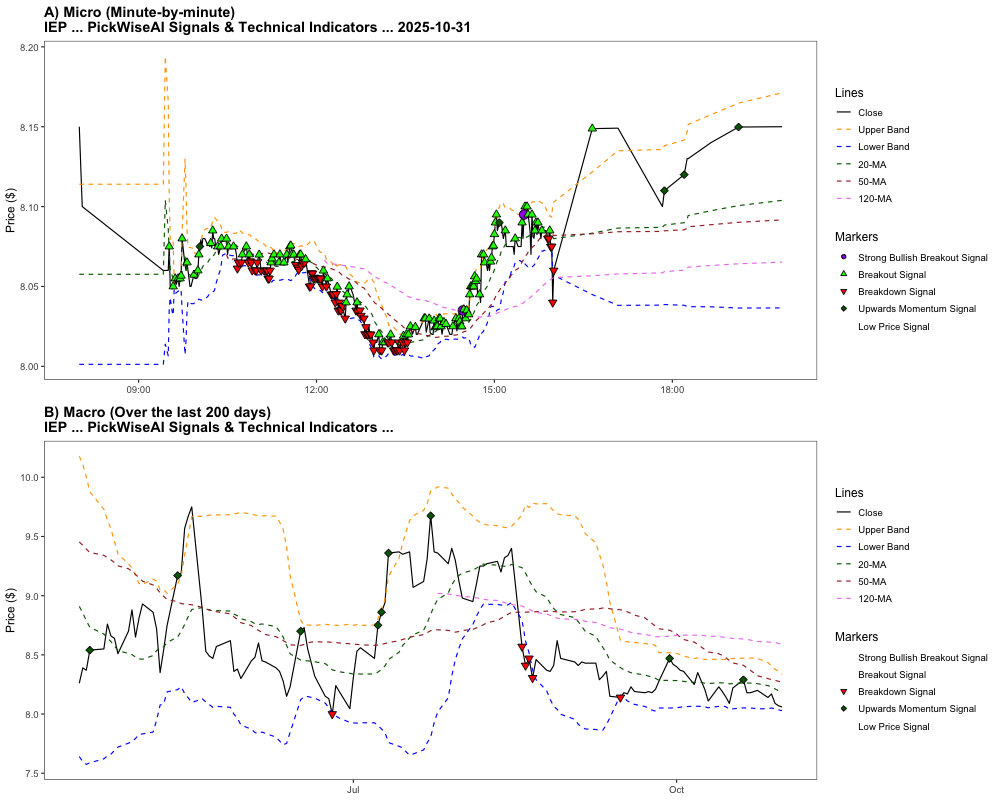 A) Micro (Minute-by-minute)
IEP ... PickWiseAI Signals & Technical Indicators ... 2025-10-31
8.20
8.15
8.10
8.05
8.00
Price ($)
09:00
12:00
15:00
18:00
Lines
Close
Upper Band
Lower Band
20-MA
50-MA
120-MA
Markers
Strong Bullish Breakout Signal
Breakout Signal
Breakdown Signal
Upwards Momentum Signal
Low Price Signal
B) Macro (Over the last 200 days)
IEP ... PickWiseAI Signals & Technical Indicators ...
10.0
9.5
9.0
8.5
8.0
7.5
Price ($)
Jul
Oct
Lines
Close
Upper Band
Lower Band
20-MA
50-MA
120-MA
Markers
Strong Bullish Breakout Signal
Breakout Signal
Breakdown Signal
Upwards Momentum Signal
Low Price Signal